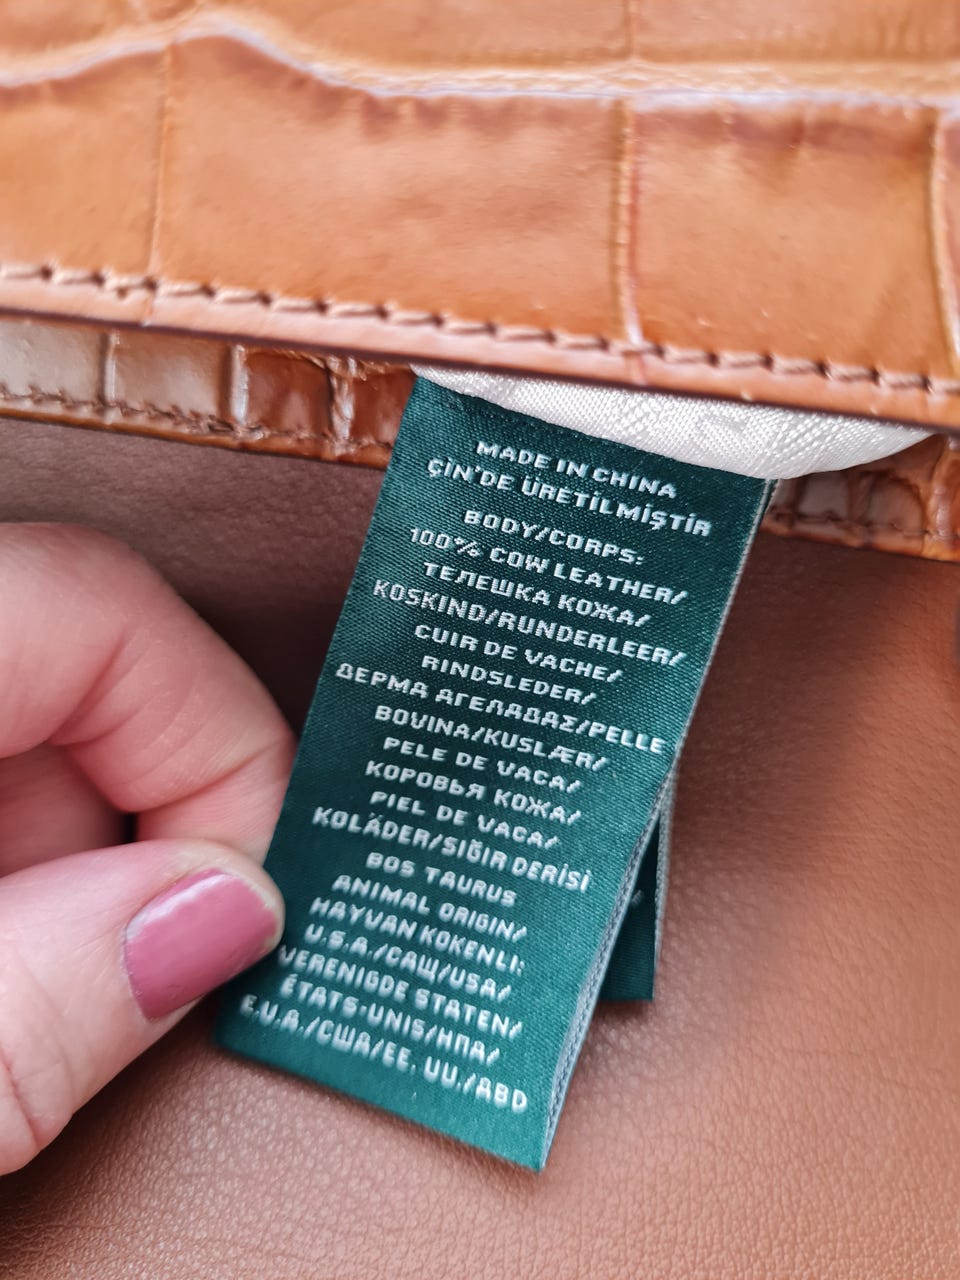 MADE IN CHINA
ÇİN'DE ÜRETİLMİŞTİR
BODY/CORPS:
100% COW LEATHER/
ТЕЛЕШКА КОЖА/
KOSKIND/RUNDERLEER/
CUIR DE VACHE/
RINDSLEDER/
ΔΕΡΜΑ ΑΓΕΛΑΔΑΣ/PELLE
BOVINA/KUSLÆR/
PELE DE VACA/
КОРОВЬЯ КОЖА/
PIEL DE VACA/
KOLÄDER/SIĞIR DERİSİ
BOS TAURUS
ANIMAL ORIGIN/
HAYVAN KOKENLI:
U.S.A./САЩ/USA/
VERENIGDE STATEN/
ÉTATS-UNIS/ΗΠΑ/
E.U.A./США/EE. UU./ABD